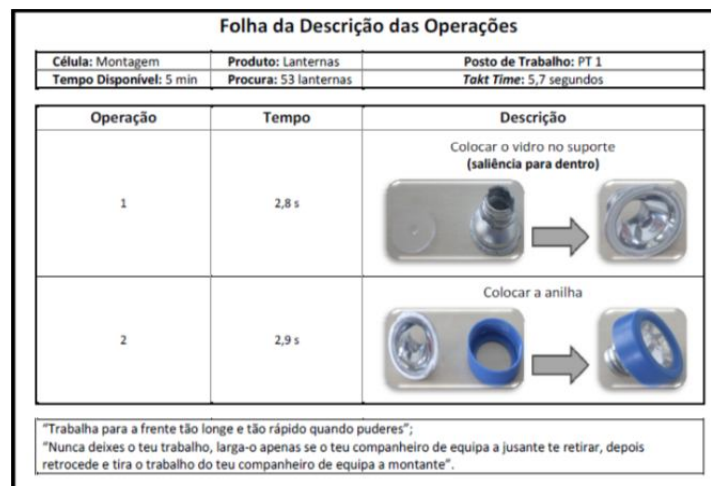 Folha da Descrição das Operações
Célula: Montagem Produto: Lanternas Posto de Trabalho: PT 1
Tempo Disponível: 5 min Procura: 53 lanternas Takt Time: 5,7 segundos
Operação Tempo Descrição
Colocar o vidro no suporte
(saliência para dentro)
1 2,8 s
Colocar a anilha
2 2,9 s
“Trabalha para a frente tão longe e tão rápido quando puderes”;
“Nunca deixes o teu trabalho, larga-o apenas se o teu companheiro de equipa a jusante te retirar, depois
retrocede e tira o trabalho do teu companheiro de equipa a montante”.